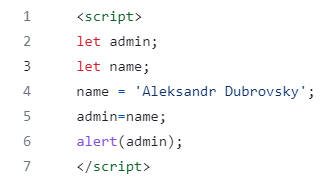 1 <script>
2 let admin;
3 let name;
4 name = 'Aleksandr Dubrovsky';
5 admin=name;
6 alert(admin);
7 </script>